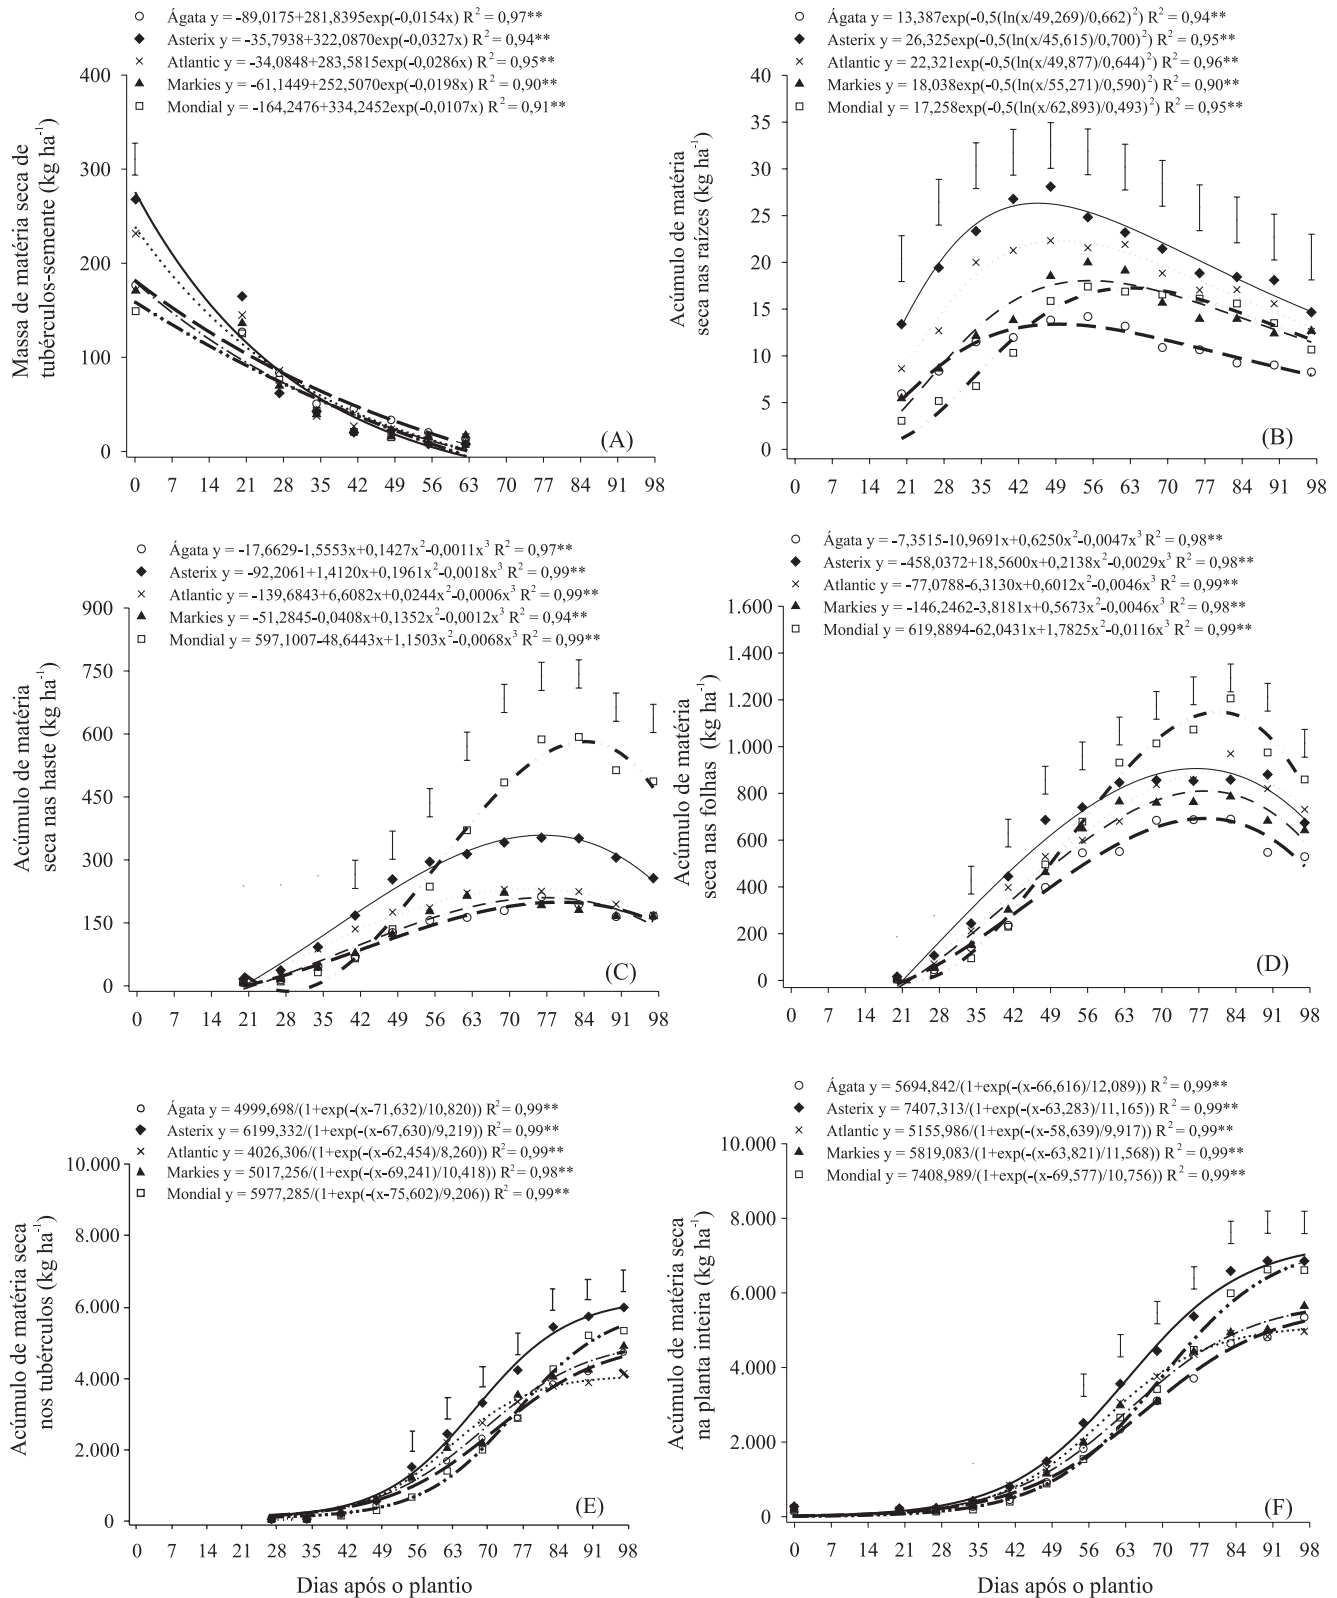 Ágata y = -89,0175+281,8395exp(-0,0154x) R² = 0,97**
Asterix y = -35,7938+322,0870exp(-0,0327x) R² = 0,94**
Atlantic y = -34,0848+283,5815exp(-0,0286x) R² = 0,95**
Markies y = -61,1449+252,5070exp(-0,0198x) R² = 0,90**
Mondial y = -164,2476+334,2452exp(-0,0107x) R² = 0,91**
Massa de matéria seca de
tubérculos-semente (kg ha⁻¹)
400
300
200
100
0
(A)
0 7 14 21 28 35 42 49 56 63 70 77 84 91 98
Ágata y = 13,387exp(-0,5(ln(x/49,269)/0,662)²) R² = 0,94**
Asterix y = 26,325exp(-0,5(ln(x/45,615)/0,700)²) R² = 0,95**
Atlantic y = 22,321exp(-0,5(ln(x/49,877)/0,644)²) R² = 0,96**
Markies y = 18,038exp(-0,5(ln(x/55,271)/0,590)²) R² = 0,90**
Mondial y = 17,258exp(-0,5(ln(x/62,893)/0,493)²) R² = 0,95**
Acúmulo de matéria
seca nas raízes (kg ha⁻¹)
40
35
30
25
20
15
10
5
0
(B)
0 7 14 21 28 35 42 49 56 63 70 77 84 91 98
Ágata y = -17,6629-1,5553x+0,1427x²-0,0011x³ R² = 0,97**
Asterix y = -92,2061+1,4120x+0,1961x²-0,0018x³ R² = 0,99**
Atlantic y = -139,6843+6,6082x+0,0244x²-0,0006x³ R² = 0,99**
Markies y = -51,2845-0,0408x+0,1352x²-0,0012x³ R² = 0,94**
Mondial y = 597,1007-48,6443x+1,1503x²-0,0068x³ R² = 0,99**
Acúmulo de matéria
seca nas haste (kg ha⁻¹)
900
750
600
450
300
150
0
(C)
0 7 14 21 28 35 42 49 56 63 70 77 84 91 98
Ágata y = -7,3515-10,9691x+0,6250x²-0,0047x³ R² = 0,98**
Asterix y = -458,0372+18,5600x+0,2138x²-0,0029x³ R² = 0,98**
Atlantic y = -77,0788-6,3130x+0,6012x²-0,0046x³ R² = 0,99**
Markies y = -146,2462-3,8181x+0,5673x²-0,0046x³ R² = 0,98**
Mondial y = 619,8894-62,0431x+1,7825x²-0,0116x³ R² = 0,99**
Acúmulo de matéria
seca nas folhas (kg ha⁻¹)
1.600
1.400
1.200
1.000
800
600
400
200
0
(D)
0 7 14 21 28 35 42 49 56 63 70 77 84 91 98
Ágata y = 4999,698/(1+exp(-(x-71,632)/10,820)) R² = 0,99**
Asterix y = 6199,332/(1+exp(-(x-67,630)/9,219)) R² = 0,99**
Atlantic y = 4026,306/(1+exp(-(x-62,454)/8,260)) R² = 0,99**
Markies y = 5017,256/(1+exp(-(x-69,241)/10,418)) R² = 0,98**
Mondial y = 5977,285/(1+exp(-(x-75,602)/9,206)) R² = 0,99**
Acúmulo de matéria seca
nos tubérculos (kg ha⁻¹)
10.000
8.000
6.000
4.000
2.000
0
(E)
0 7 14 21 28 35 42 49 56 63 70 77 84 91 98
Dias após o plantio
Ágata y = 5694,842/(1+exp(-(x-66,616)/12,089)) R² = 0,99**
Asterix y = 7407,313/(1+exp(-(x-63,283)/11,165)) R² = 0,99**
Atlantic y = 5155,986/(1+exp(-(x-58,639)/9,917)) R² = 0,99**
Markies y = 5819,083/(1+exp(-(x-63,821)/11,568)) R² = 0,99**
Mondial y = 7408,989/(1+exp(-(x-69,577)/10,756)) R² = 0,99**
Acúmulo de matéria seca
na planta inteira (kg ha⁻¹)
10.000
8.000
6.000
4.000
2.000
0
(F)
0 7 14 21 28 35 42 49 56 63 70 77 84 91 98
Dias após o plantio